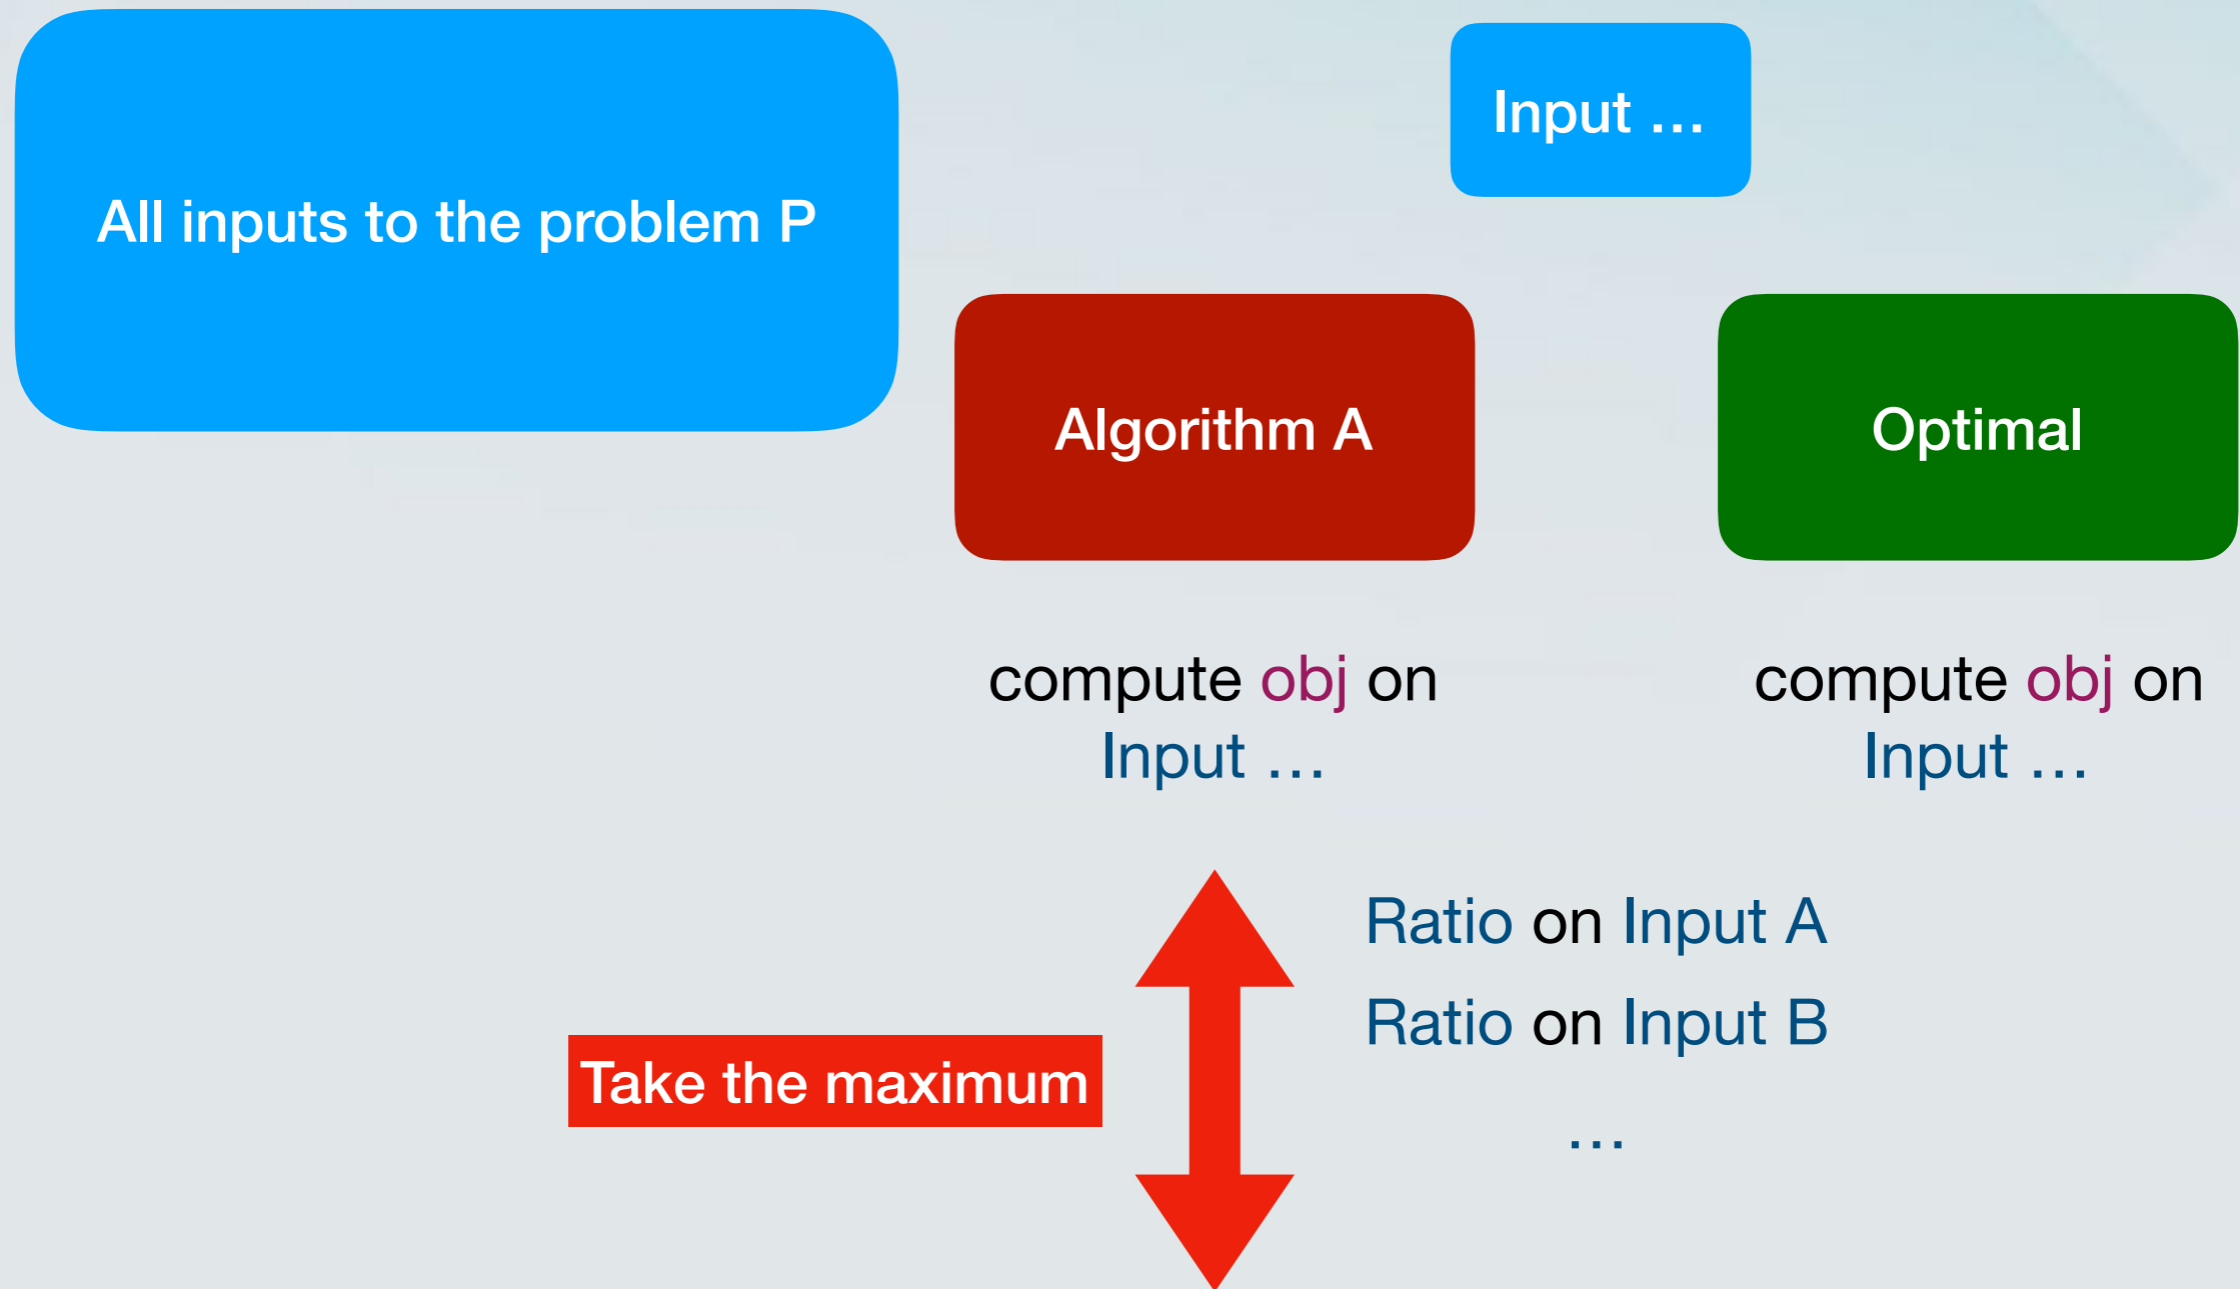 All inputs to the problem P
Input …
Algorithm A
Optimal
compute obj on
Input …
compute obj on
Input …
Ratio on Input A
Ratio on Input B
…
Take the maximum